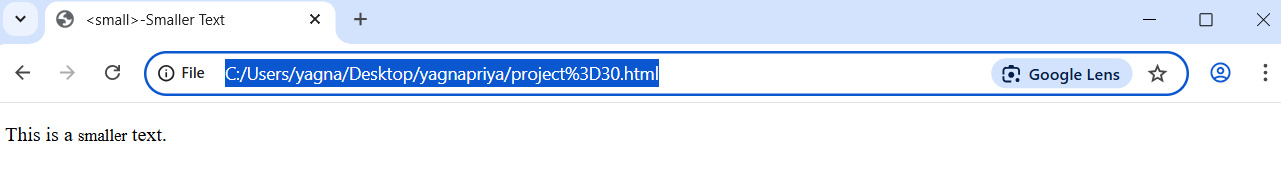 <small>-Smaller Text
File C:/Users/yagna/Desktop/yagnapriya/project%3D30.html Google Lens
This is a smaller text.